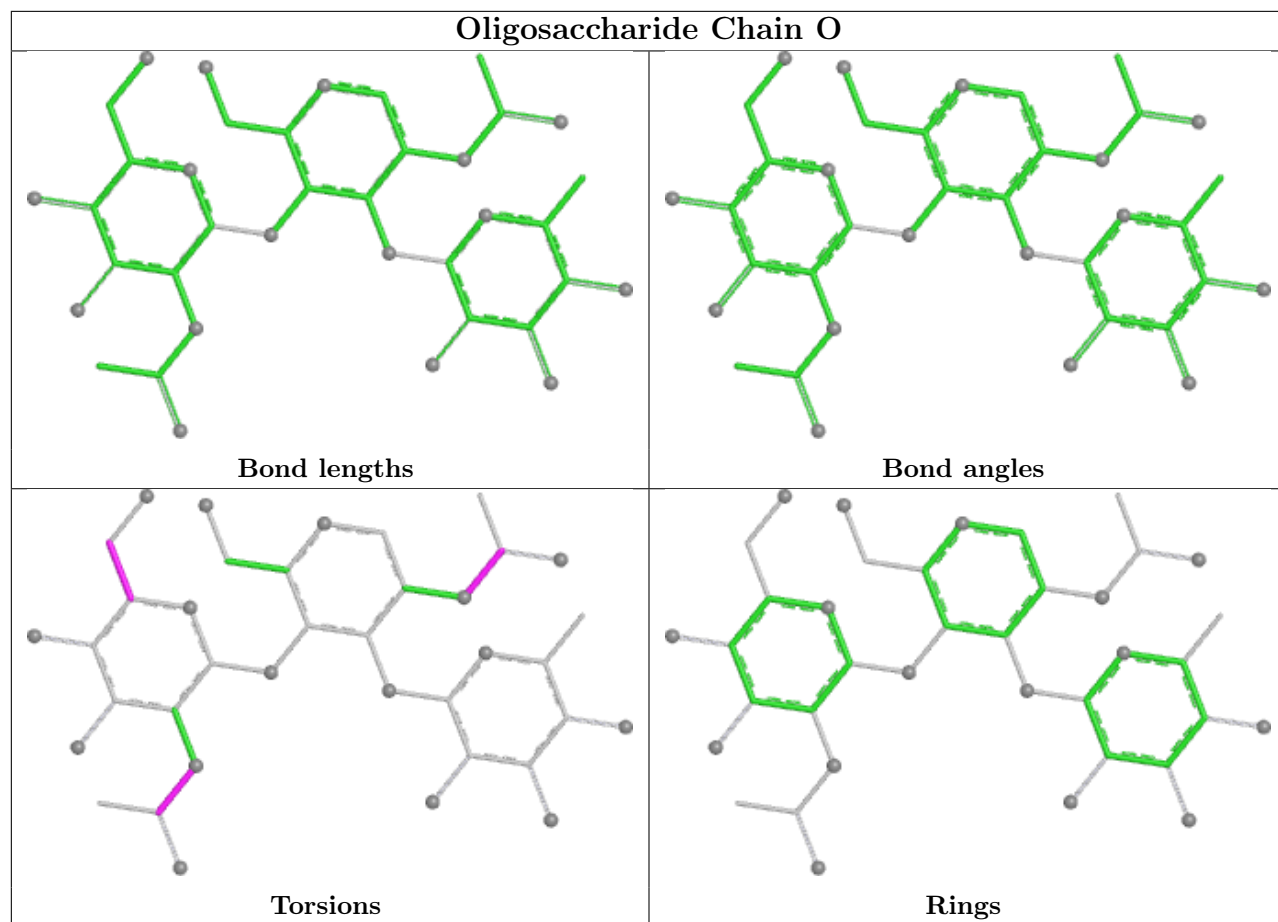 Oligosaccharide Chain O
Bond lengths
Bond angles
Torsions
Rings